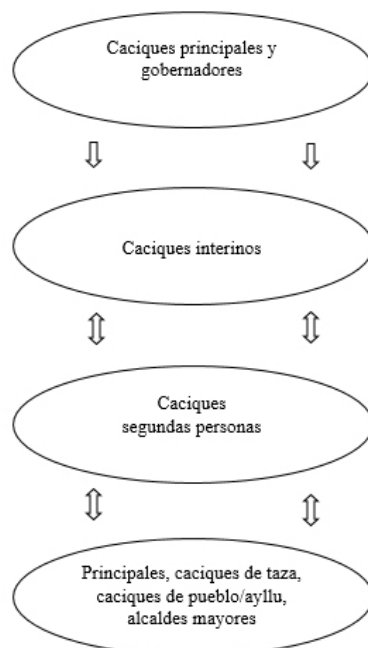 Caciques principales y
gobernadores
Caciques interinos
Caciques
segundas personas
Principales, caciques de taza,
caciques de pueblo/ayllu,
alcaldes mayores